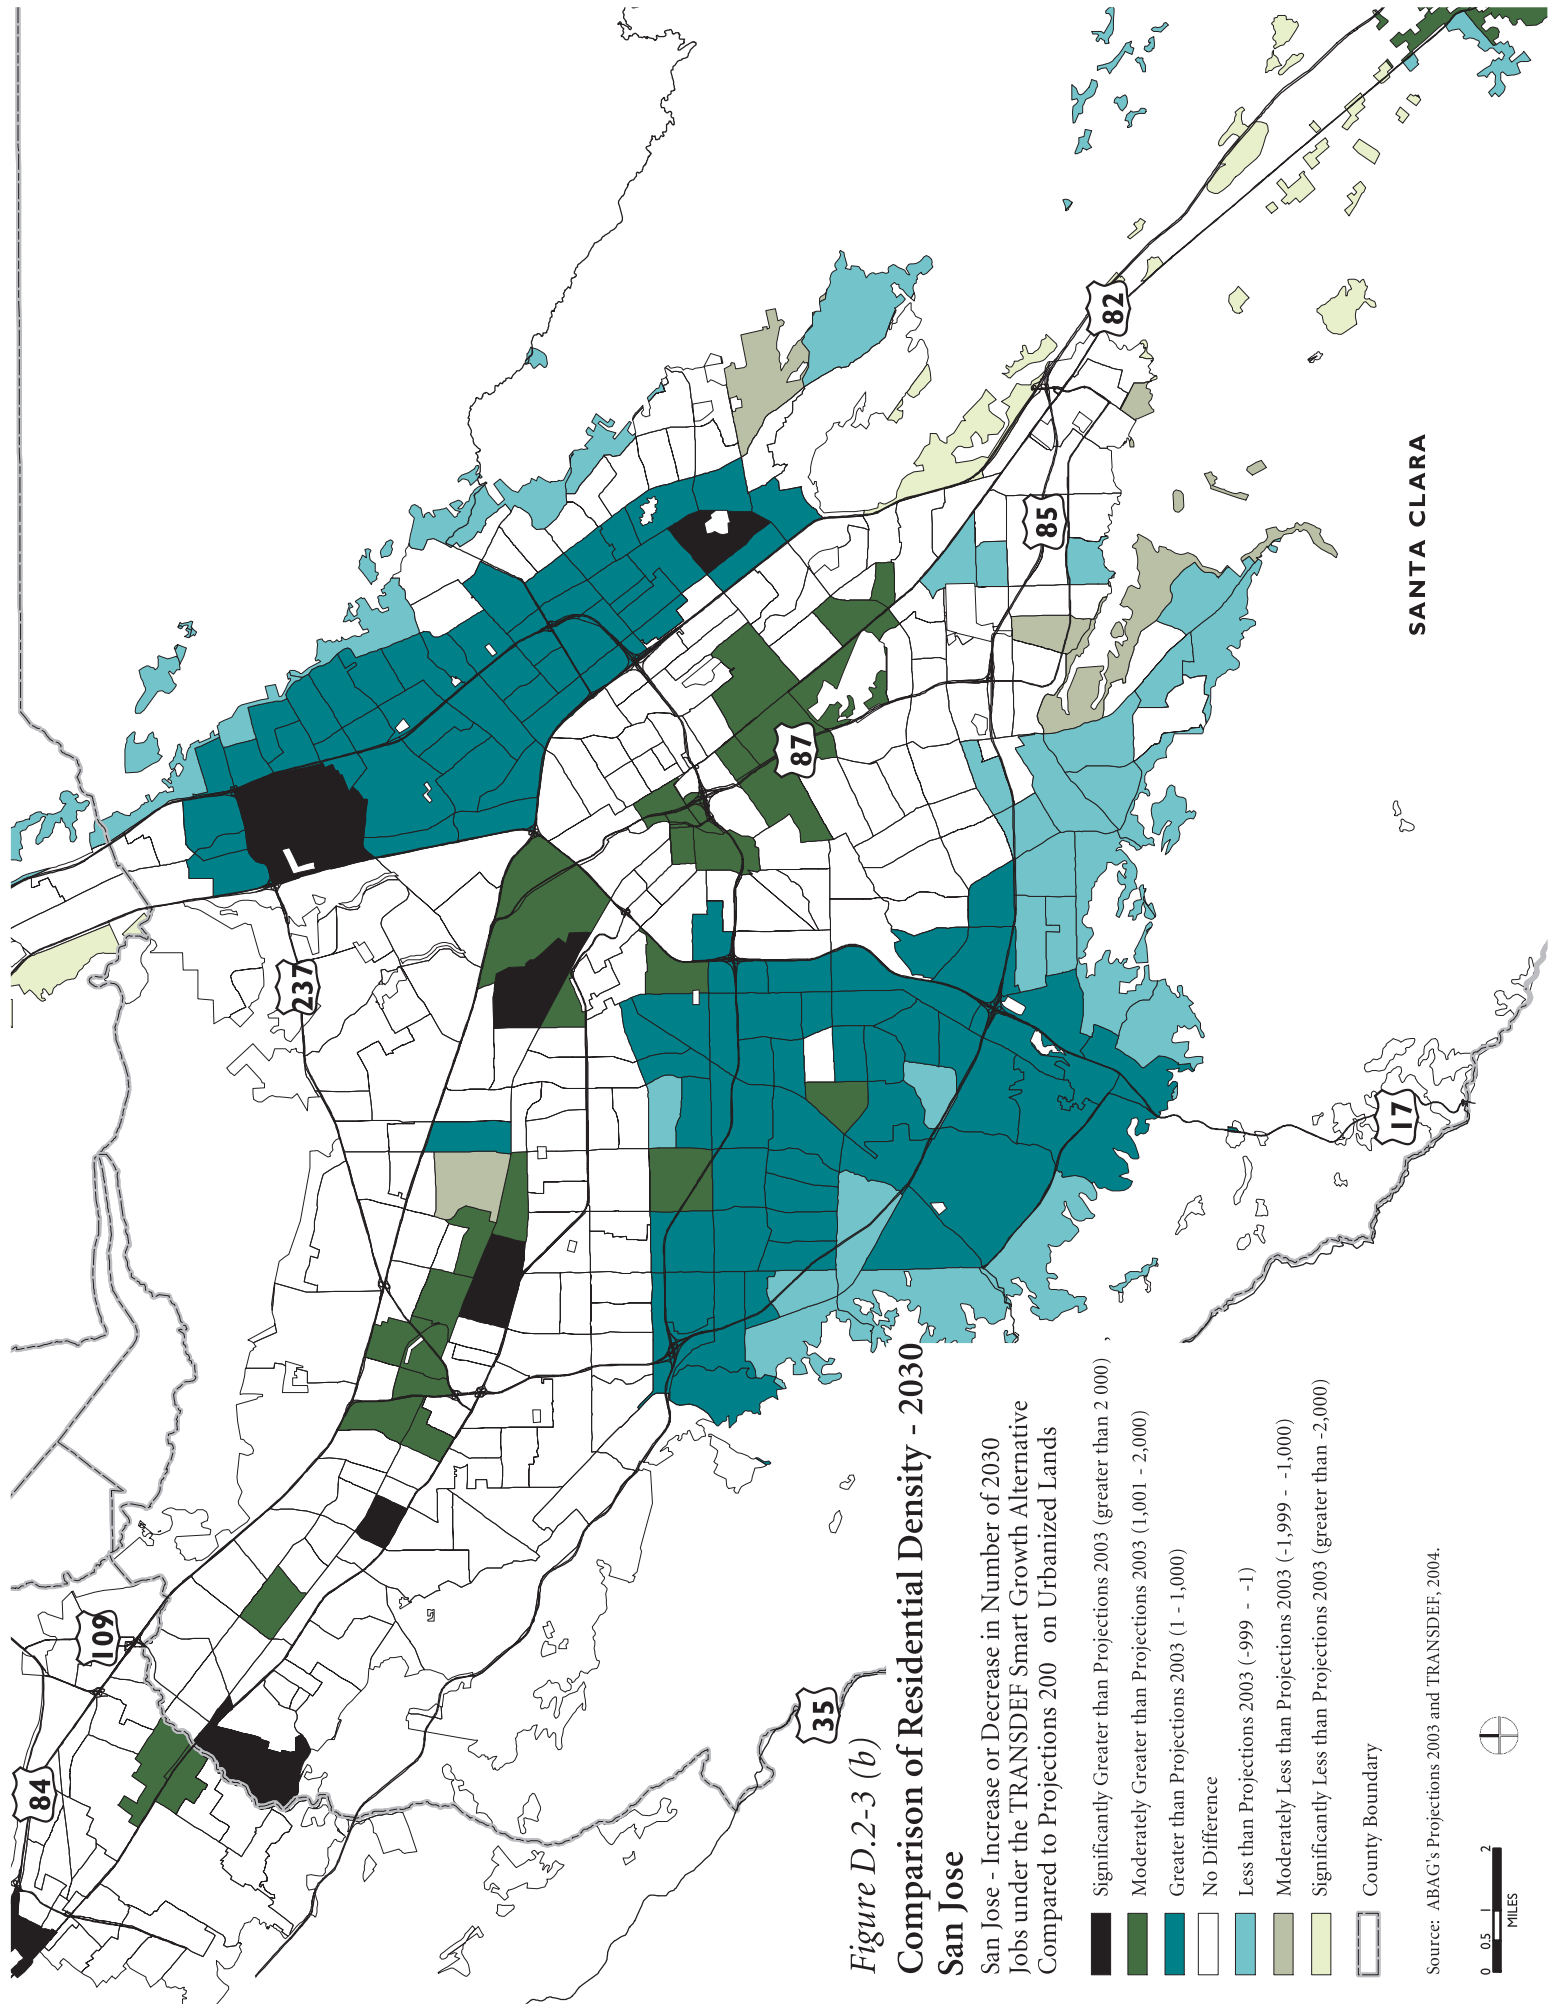 Figure D.2-3 (b)
Comparison of Residential Density - 2030
San Jose
San Jose - Increase or Decrease in Number of 2030
Jobs under the TRANSDEF Smart Growth Alternative
Compared to Projections 200 on Urbanized Lands
Significantly Greater than Projections 2003 (greater than 2 000) ,
Moderately Greater than Projections 2003 (1,001 - 2,000)
Greater than Projections 2003 (1 - 1,000)
No Difference
Less than Projections 2003 (-999 - -1)
Moderately Less than Projections 2003 (-1,999 - -1,000)
Significantly Less than Projections 2003 (greater than -2,000)
County Boundary
Source: ABAG's Projections 2003 and TRANSDEF, 2004.
0 0.5 1 2
MILES
84
109
35
237
17
87
85
82
SANTA CLARA